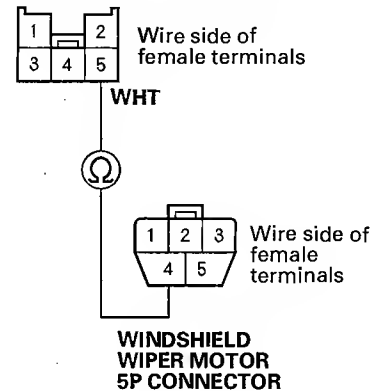 1 2
3 4 5
Wire side of
female terminals
WHT
Ω
1 2 3
4 5
Wire side of
female
terminals
WINDSHIELD
WIPER MOTOR
5P CONNECTOR